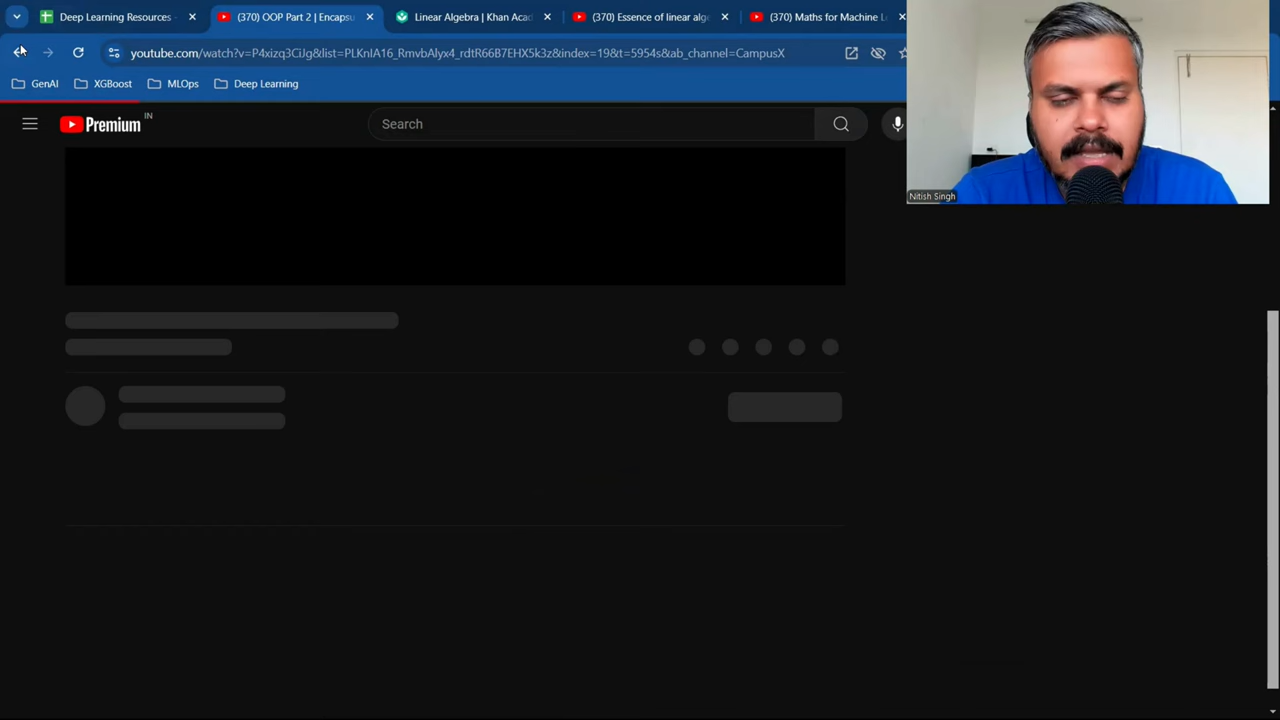 Deep Learning Resources -
(370) OOP Part 2 | Encapsu
Linear Algebra | Khan Acad
(370) Essence of linear alg
(370) Maths for Machine Le
youtube.com/watch?v=P4xizq3CiJg&list=PLKnIA16_RmvbAlyx4_rdtR66B7EHX5k3z&index=19&t=5954s&ab_channel=CampusX
GenAI
XGBoost
MLOps
Deep Learning
Premium IN
Search
Nitish Singh